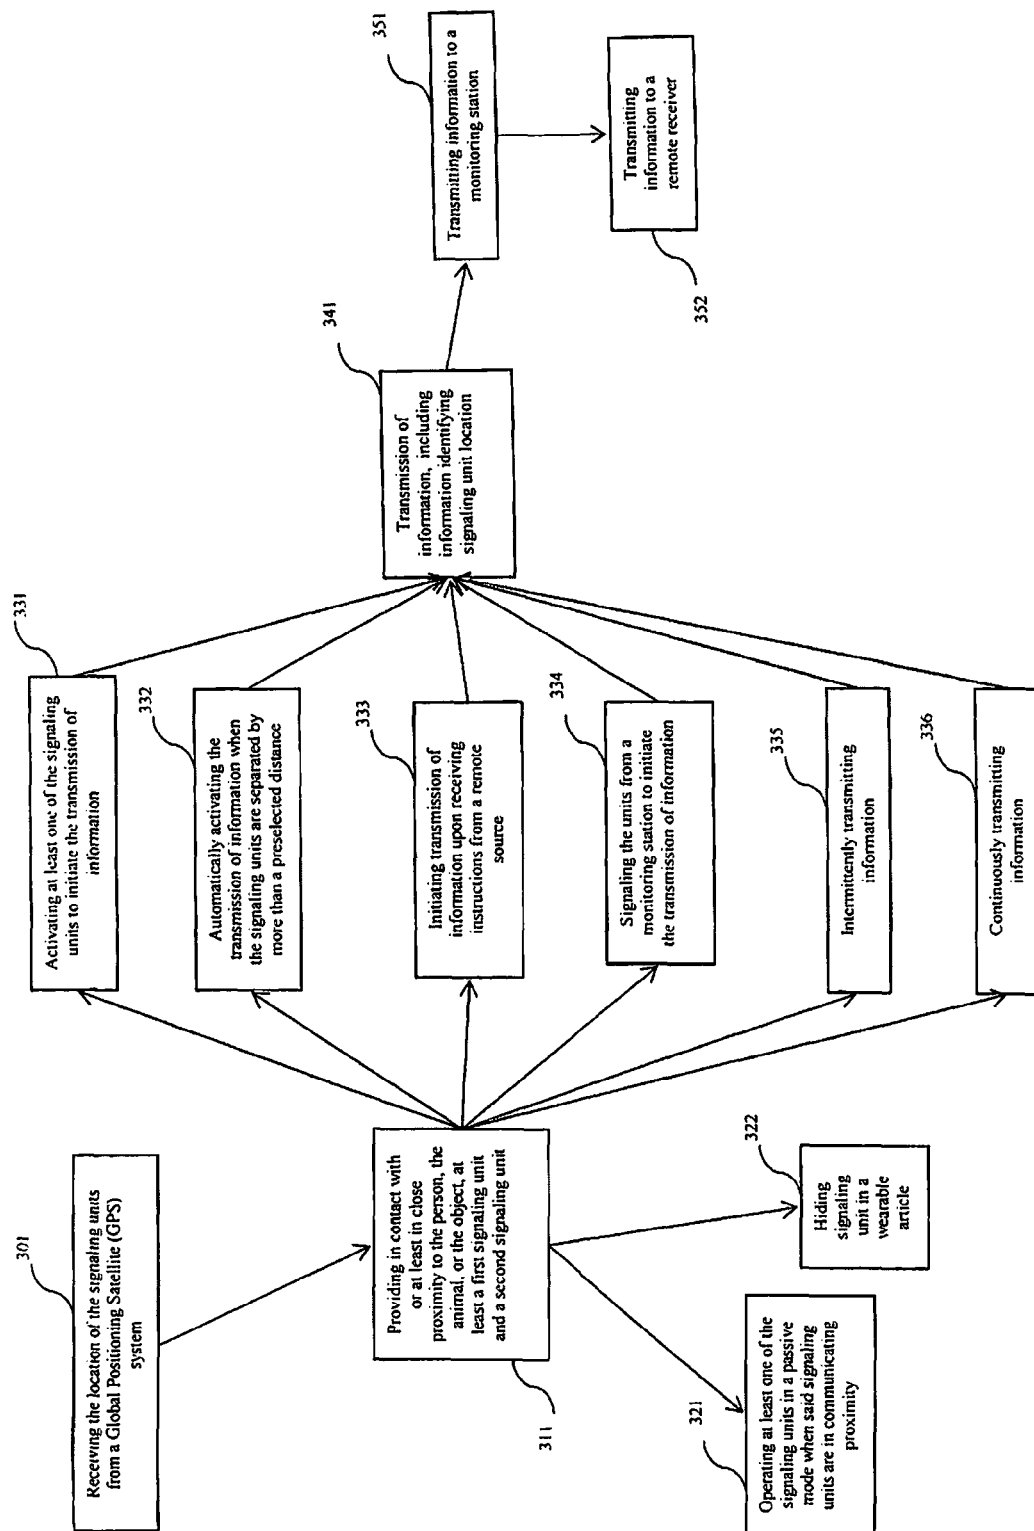 301
Receiving the location of the signaling units
from a Global Positioning Satellite (GPS)
system
311
Providing in contact with
or at least in close
proximity to the person, the
animal, or the object, at
least a first signaling unit
and a second signaling unit
321
Operating at least one of the
signaling units in a passive
mode when said signaling
units are in communicating
proximity
322
Hiding
signaling
unit in a
wearable
article
331
Activating at least one of the signaling
units to initiate the transmission of
information
332
Automatically activating the
transmission of information when
the signaling units are separated by
more than a preselected distance
333
Initiating transmission of
information upon receiving
instructions from a remote
source
334
Signaling the units from a
monitoring station to initiate
the transmission of information
335
Intermittently transmitting
information
336
Continuously transmitting
information
341
Transmission of
information, including
information identifying
signaling unit location
351
Transmitting information to a
monitoring station
352
Transmitting
information to a
remote receiver